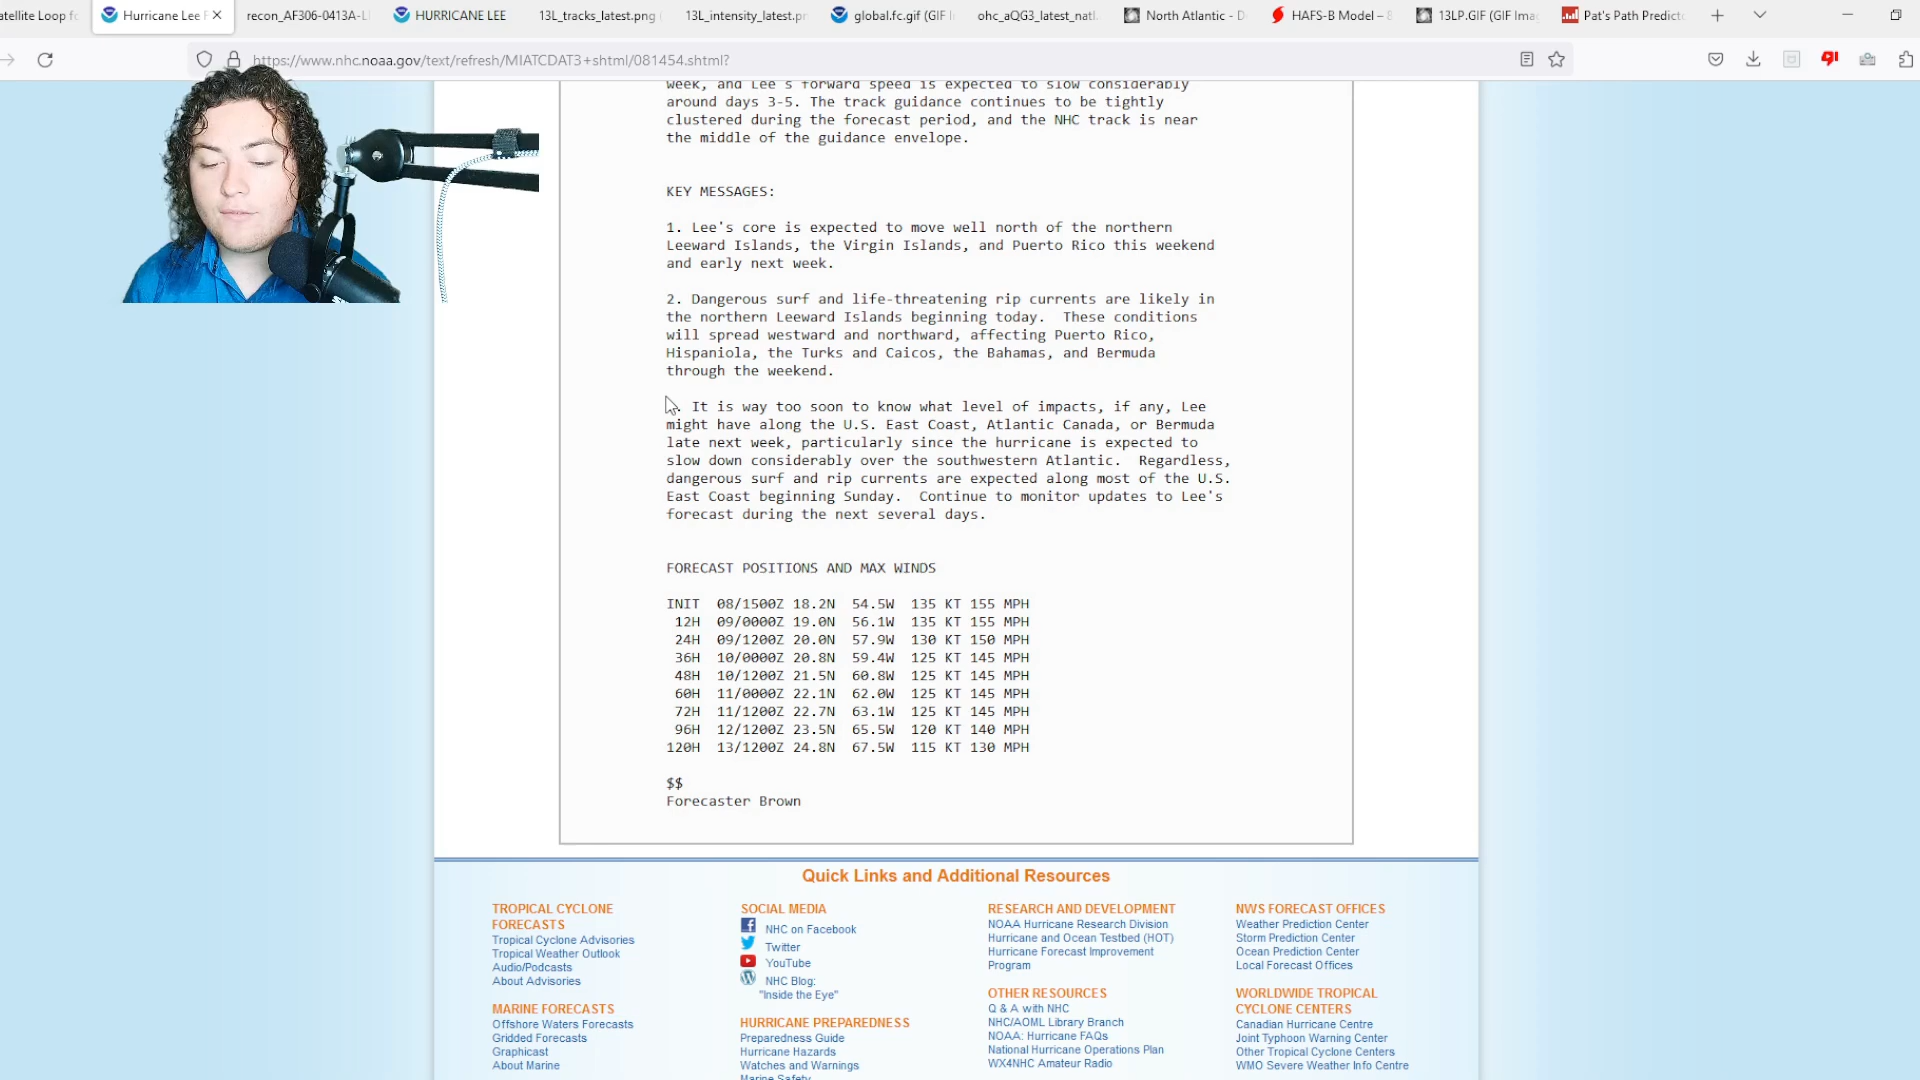 atellite Loop fo
Hurricane Lee F
recon_AF306-0413A-L
HURRICANE LEE
13L_tracks_latest.png (
13L_intensity_latest.pn
global.fc.gif (GIF I
ohc_aQG3_latest_natl.
North Atlantic - D
HAFS-B Model – 8
13LP.GIF (GIF Ima
Pat's Path Predicto
https://www.nhc.noaa.gov/text/refresh/MIATCDAT3+shtml/081454.shtml?
week, and Lee's forward speed is expected to slow considerably
around days 3-5. The track guidance continues to be tightly
clustered during the forecast period, and the NHC track is near
the middle of the guidance envelope.
KEY MESSAGES:
1. Lee's core is expected to move well north of the northern
Leeward Islands, the Virgin Islands, and Puerto Rico this weekend
and early next week.
2. Dangerous surf and life-threatening rip currents are likely in
the northern Leeward Islands beginning today. These conditions
will spread westward and northward, affecting Puerto Rico,
Hispaniola, the Turks and Caicos, the Bahamas, and Bermuda
through the weekend.
. It is way too soon to know what level of impacts, if any, Lee
might have along the U.S. East Coast, Atlantic Canada, or Bermuda
late next week, particularly since the hurricane is expected to
slow down considerably over the southwestern Atlantic. Regardless,
dangerous surf and rip currents are expected along most of the U.S.
East Coast beginning Sunday. Continue to monitor updates to Lee's
forecast during the next several days.
FORECAST POSITIONS AND MAX WINDS
INIT 08/1500Z 18.2N 54.5W 135 KT 155 MPH
12H 09/0000Z 19.0N 56.1W 135 KT 155 MPH
24H 09/1200Z 20.0N 57.9W 130 KT 150 MPH
36H 10/0000Z 20.8N 59.4W 125 KT 145 MPH
48H 10/1200Z 21.5N 60.8W 125 KT 145 MPH
60H 11/0000Z 22.1N 62.0W 125 KT 145 MPH
72H 11/1200Z 22.7N 63.1W 125 KT 145 MPH
96H 12/1200Z 23.5N 65.5W 120 KT 140 MPH
120H 13/1200Z 24.8N 67.5W 115 KT 130 MPH
$$
Forecaster Brown
Quick Links and Additional Resources
TROPICAL CYCLONE
FORECASTS
Tropical Cyclone Advisories
Tropical Weather Outlook
Audio/Podcasts
About Advisories
MARINE FORECASTS
Offshore Waters Forecasts
Gridded Forecasts
Graphicast
About Marine
SOCIAL MEDIA
NHC on Facebook
Twitter
YouTube
NHC Blog:
"Inside the Eye"
HURRICANE PREPAREDNESS
Preparedness Guide
Hurricane Hazards
Watches and Warnings
Marine Safety
RESEARCH AND DEVELOPMENT
NOAA Hurricane Research Division
Hurricane and Ocean Testbed (HOT)
Hurricane Forecast Improvement
Program
OTHER RESOURCES
Q & A with NHC
NHC/AOML Library Branch
NOAA: Hurricane FAQs
National Hurricane Operations Plan
WX4NHC Amateur Radio
NWS FORECAST OFFICES
Weather Prediction Center
Storm Prediction Center
Ocean Prediction Center
Local Forecast Offices
WORLDWIDE TROPICAL
CYCLONE CENTERS
Canadian Hurricane Centre
Joint Typhoon Warning Center
Other Tropical Cyclone Centers
WMO Severe Weather Info Centre